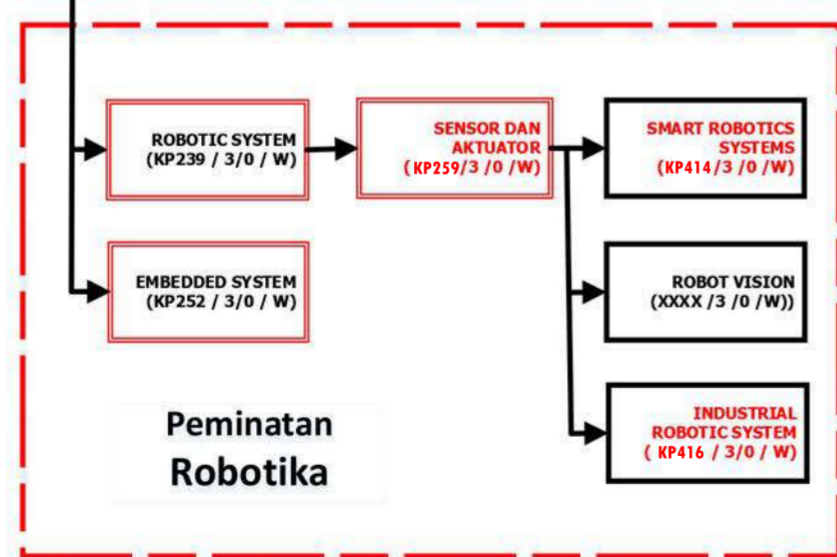 ROBOTIC SYSTEM
(KP239 / 3/0 / W)
SENSOR DAN
AKTUATOR
( KP259/3 /0 /W)
SMART ROBOTICS
SYSTEMS
(KP414/3 /0 /W)
EMBEDDED SYSTEM
(KP252 / 3/0 / W)
ROBOT VISION
(XXXX /3 /0 /W))
INDUSTRIAL
ROBOTIC SYSTEM
( KP416 / 3/0 / W)
Peminatan
Robotika